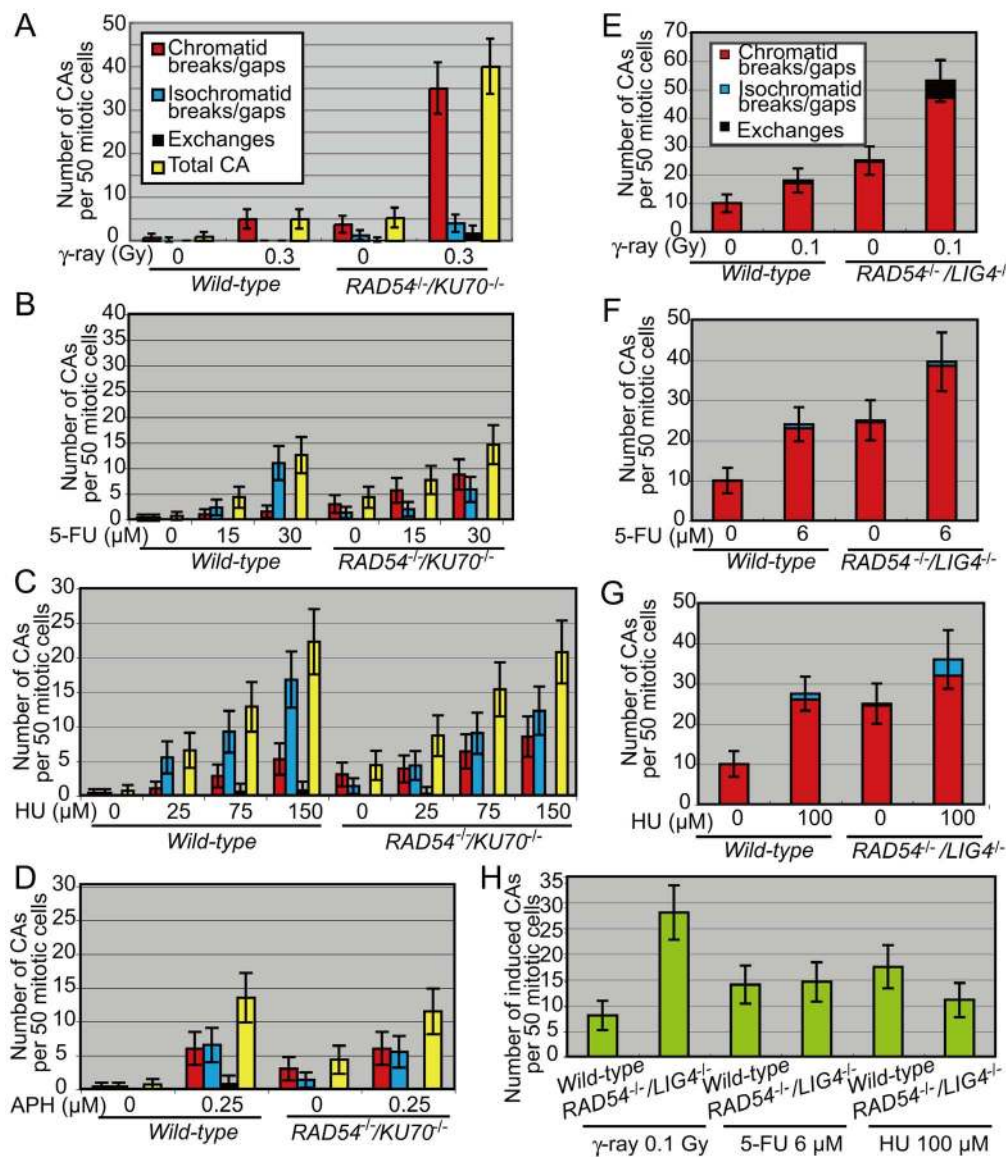 A
Number of CAs
per 50 mitotic cells
50
40
30
20
10
0
Chromatid
breaks/gaps
Isochromatid
breaks/gaps
Exchanges
Total CA
γ-ray (Gy)
0
0.3
0
0.3
Wild-type
RAD54-/-/KU70-/-
B
Number of CAs
per 50 mitotic cells
40
35
30
25
20
15
10
5
0
5-FU (µM)
0
15
30
0
15
30
Wild-type
RAD54-/-/KU70-/-
C
Number of CAs
per 50 mitotic cells
30
25
20
15
10
5
0
HU (µM)
0
25
75
150
0
25
75
150
Wild-type
RAD54-/-/KU70-/-
D
Number of CAs
per 50 mitotic cells
30
25
20
15
10
5
0
APH (µM)
0
0.25
0
0.25
Wild-type
RAD54-/-/KU70-/-
E
Number of CAs
per 50 mitotic cells
70
60
50
40
30
20
10
0
Chromatid
breaks/gaps
Isochromatid
breaks/gaps
Exchanges
γ-ray (Gy)
0
0.1
0
0.1
Wild-type
RAD54-/-/LIG4-/
F
Number of CAs
per 50 mitotic cells
50
40
30
20
10
0
5-FU (µM)
0
6
0
6
Wild-type
RAD54-/-/LIG4-/-
G
Number of CAs
per 50 mitotic cells
50
40
30
20
10
0
HU (µM)
0
100
0
100
Wild-type
RAD54-/-/LIG4-/-
H
Number of induced CAs
per 50 mitotic cells
35
30
25
20
15
10
5
0
Wild-type
RAD54-/-/LIG4-/-
Wild-type
RAD54-/-/LIG4-/-
Wild-type
RAD54-/-/LIG4-/-
γ-ray 0.1 Gy
5-FU 6 µM
HU 100 µM